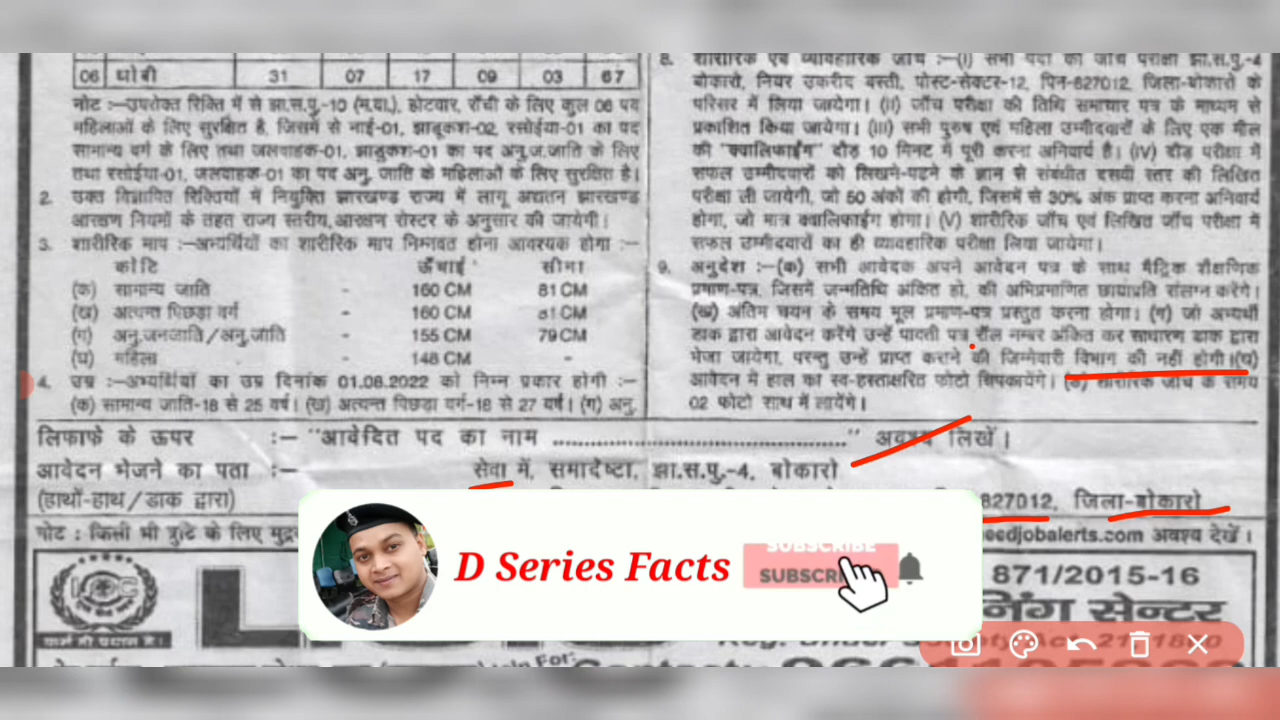 06 धोबी 31 07 17 09 03 67
नोट :–उपरोक्त रिक्ति में से झा.स.पु.-10 (म.वा.), होटवार, राँची के लिए कुल 06 पद
महिलाओं के लिए सुरक्षित है, जिसमें से नाई-01, झाडूकश-02, रसोईया-01 का पद
सामान्य वर्ग के लिए तथा जलवाहक-01, झाडुकश-01 का पद अनु.ज.जाति के लिए
तथा रसोईया-01, जलवाहक-01 का पद अनु. जाति के महिलाओं के लिए सुरक्षित है।
2. उक्त विज्ञापित रिक्तियों में नियुक्ति झारखण्ड राज्य में लागू अद्यतन झारखण्ड
आरक्षण नियमों के तहत राज्य स्तरीय, आरक्षण रोस्टर के अनुसार की जायेगी।
3. शारीरिक माप :–अभ्यर्थियों का शारीरिक माप निम्नवत होना आवश्यक होगा :–
कोटि ऊँचाई सीना
(क) सामान्य जाति - 160 CM 81 CM
(ख) अत्यन्त पिछड़ा वर्ग - 160 CM 81 CM
(ग) अनु.जनजाति/अनु.जाति - 155 CM 79 CM
(घ) महिला - 148 CM -
4. उम्र :–अभ्यर्थियों का उम्र दिनांक 01.08.2022 को निम्न प्रकार होगी :–
(क) सामान्य जाति-18 से 25 वर्ष। (ख) अत्यन्त पिछड़ा वर्ग-18 से 27 वर्ष। (ग) अनु.
8. शारीरिक एवं व्यावहारिक जाँच :–(I) सभी पदों की जाँच परीक्षा झा.स.पु.-4
बोकारो, नियर उकरीद बस्ती, पोस्ट-सेक्टर-12, पिन-827012, जिला-बोकारो के
परिसर में लिया जायेगा। (II) जाँच परीक्षा की तिथि समाचार पत्र के माध्यम से
प्रकाशित किया जायेगा। (III) सभी पुरुष एवं महिला उम्मीदवारों के लिए एक मील
की "क्वालिफाईंग" दौड़ 10 मिनट में पूरी करना अनिवार्य है। (IV) दौड़ परीक्षा में
सफल उम्मीदवारों को लिखने-पढ़ने के ज्ञान से संबंधीत दसवीं स्तर की लिखित
परीक्षा ली जायेगी, जो 50 अंकों की होगी, जिसमें से 30% अंक प्राप्त करना अनिवार्य
होगा, जो मात्र क्वालिफाईंग होगा। (V) शारीरिक जाँच एवं लिखित जाँच परीक्षा में
सफल उम्मीदवारों का ही व्यावहारिक परीक्षा लिया जायेगा।
9. अनुदेश :–(क) सभी आवेदक अपने आवेदन पत्र के साथ मैट्रिक शैक्षणिक
प्रमाण-पत्र, जिसमें जन्मतिथि अंकित हो, की अभिप्रमाणित छायाप्रति संलग्न करेंगे।
(ख) अंतिम चयन के समय मूल प्रमाण-पत्र प्रस्तुत करना होगा। (ग) जो अभ्यर्थी
डाक द्वारा आवेदन करेंगे उन्हें पावती पत्र रौल नम्बर अंकित कर साधारण डाक द्वारा
भेजा जायेगा, परन्तु उन्हें प्राप्त कराने की जिम्मेवारी विभाग की नहीं होगी।(घ)
आवेदन में हाल का स्व-हस्ताक्षरित फोटो चिपकायेंगे। (ङ) शारीरिक जाँच के समय
02 फोटो साथ में लायेंगे।
लिफाफे के ऊपर :– "आवेदित पद का नाम ................................................" अवश्य लिखें।
आवेदन भेजने का पता :– सेवा में, समादेष्टा, झा.स.पु.-4, बोकारो
(हाथों-हाथ/डाक द्वारा) 827012, जिला-बोकारो
नोट : किसी भी त्रुटि के लिए मुद्र
needjobalerts.com अवश्य देखें।
D Series Facts
SUBSCRIBE
871/2015-16
निंग सेन्टर